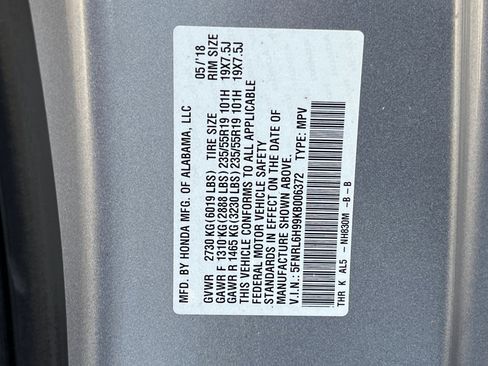 MFD. BY HONDA MFG. OF ALABAMA, LLC 05/'18
GVWR 2730 KG (6019 LBS) TIRE SIZE RIM SIZE
GAWR F 1310 KG (2888 LBS) 235/55R19 101H 19X7.5J
GAWR R 1465 KG (3230 LBS) 235/55R19 101H 19X7.5J
THIS VEHICLE CONFORMS TO ALL APPLICABLE
FEDERAL MOTOR VEHICLE SAFETY
STANDARDS IN EFFECT ON THE DATE OF
MANUFACTURE SHOWN ABOVE.
V.I.N.: 5FNRL6H99KB006372 TYPE: MPV
THR K AL5 - NH830M -B - B